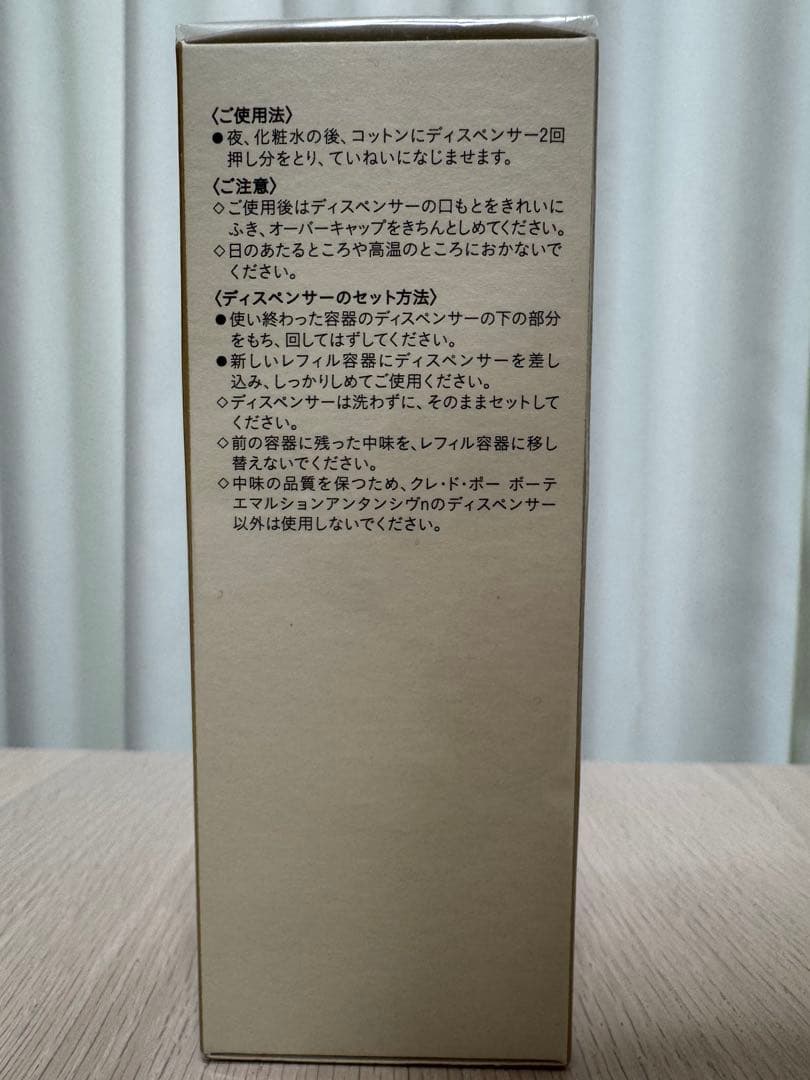 〈ご使用法〉
●夜、化粧水の後、コットンにディスペンサー2回
押し分をとり、ていねいになじませます。
〈ご注意〉
◇ご使用後はディスペンサーの口もとをきれいに
ふき、オーバーキャップをきちんとしめてください。
◇日のあたるところや高温のところにおかないで
ください。
〈ディスペンサーのセット方法〉
●使い終わった容器のディスペンサーの下の部分
をもち、回してはずしてください。
●新しいレフィル容器にディスペンサーを差し
込み、しっかりしめてご使用ください。
◇ディスペンサーは洗わずに、そのままセットして
ください。
◇前の容器に残った中味を、レフィル容器に移し
替えないでください。
◇中味の品質を保つため、クレ・ド・ポー ボーテ
エマルションアンタンシヴnのディスペンサー
以外は使用しないでください。